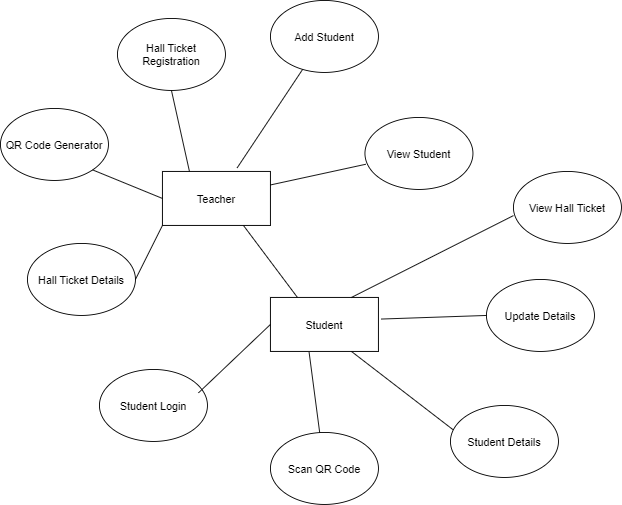 Add Student
Hall Ticket
Registration
QR Code Generator
View Student
Teacher
View Hall Ticket
Hall Ticket Details
Update Details
Student
Student Login
Student Details
Scan QR Code